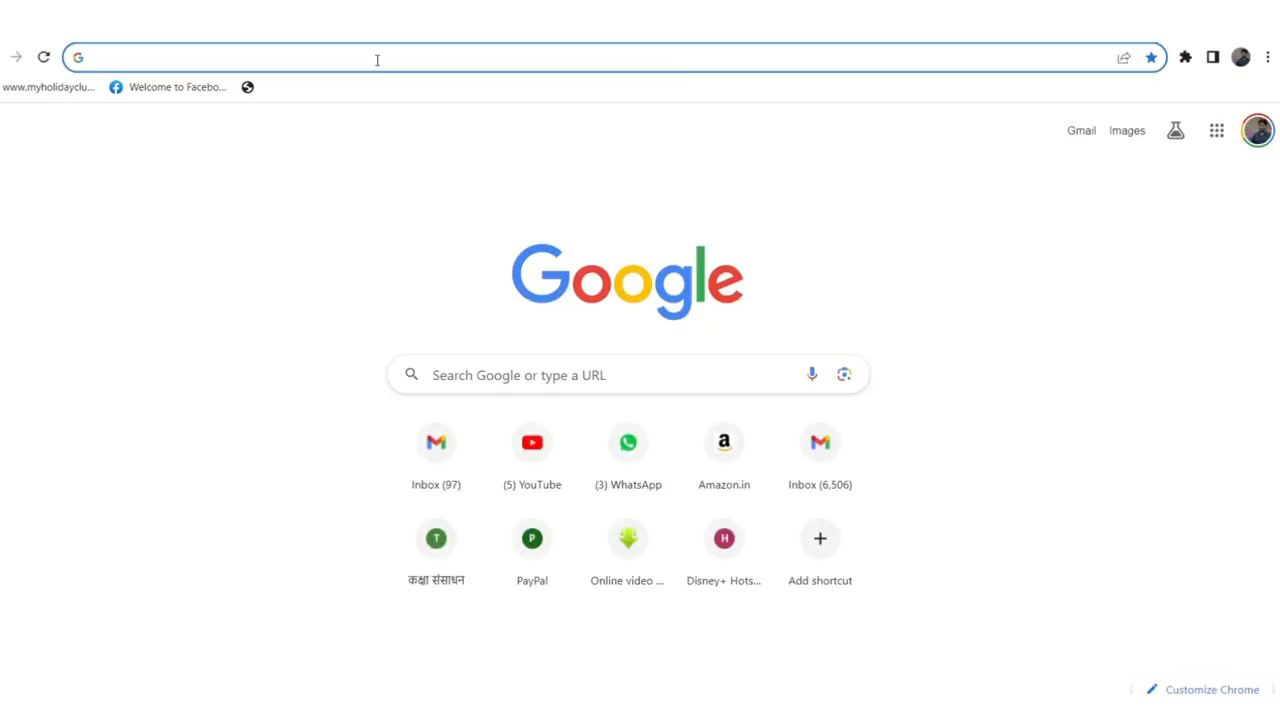 www.myholidayclu... Welcome to Facebo...
Gmail Images
Google
Search Google or type a URL
Inbox (97) (5) YouTube (3) WhatsApp Amazon.in Inbox (6,506)
T P H
कक्षा संसाधन PayPal Online video ... Disney+ Hots... Add shortcut
Customize Chrome